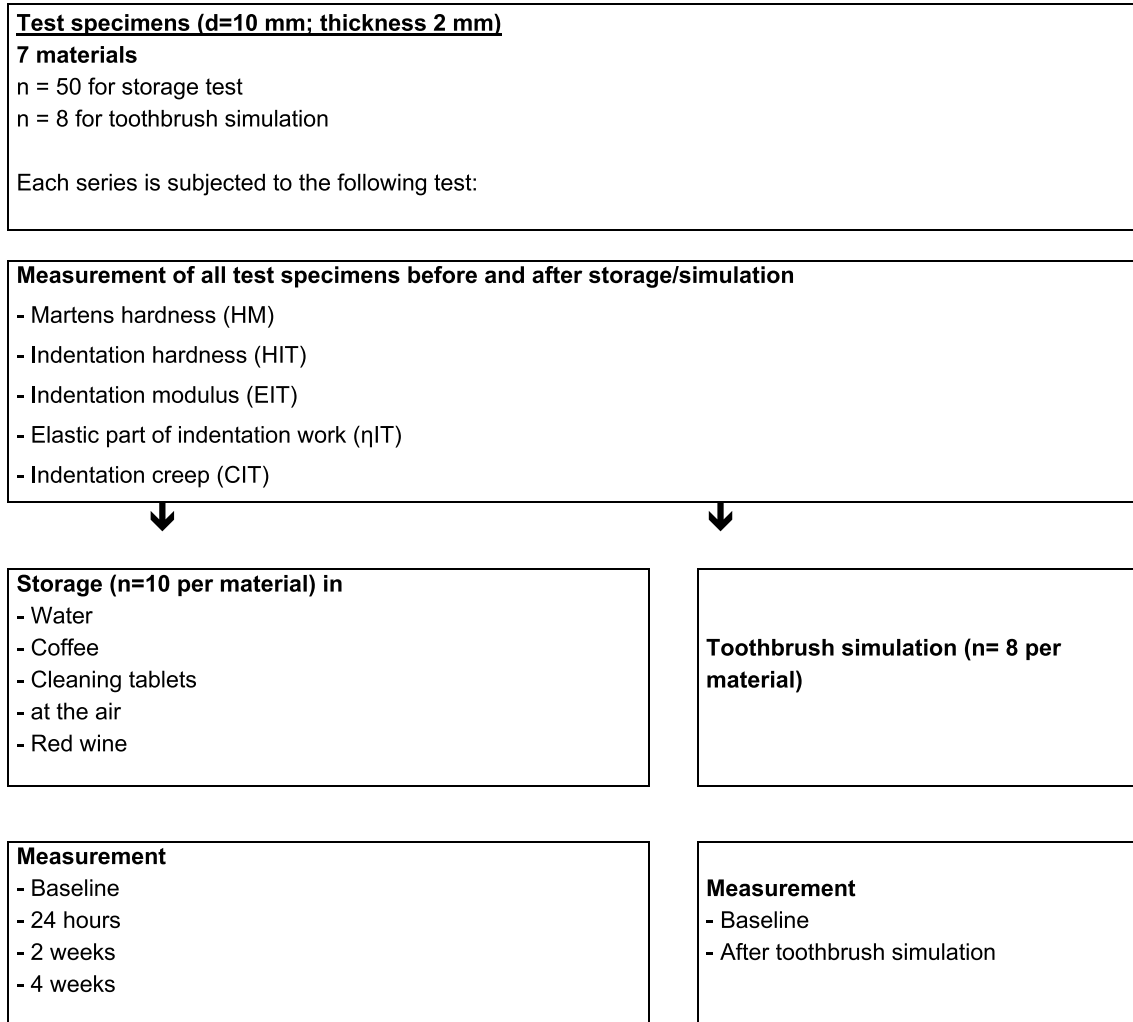 Test specimens (d=10 mm; thickness 2 mm)
7 materials
n = 50 for storage test
n = 8 for toothbrush simulation
Each series is subjected to the following test:
Measurement of all test specimens before and after storage/simulation
- Martens hardness (HM)
- Indentation hardness (HIT)
- Indentation modulus (EIT)
- Elastic part of indentation work (ηIT)
- Indentation creep (CIT)
Storage (n=10 per material) in
- Water
- Coffee
- Cleaning tablets
- at the air
- Red wine
Toothbrush simulation (n= 8 per
material)
Measurement
- Baseline
- 24 hours
- 2 weeks
- 4 weeks
Measurement
- Baseline
- After toothbrush simulation